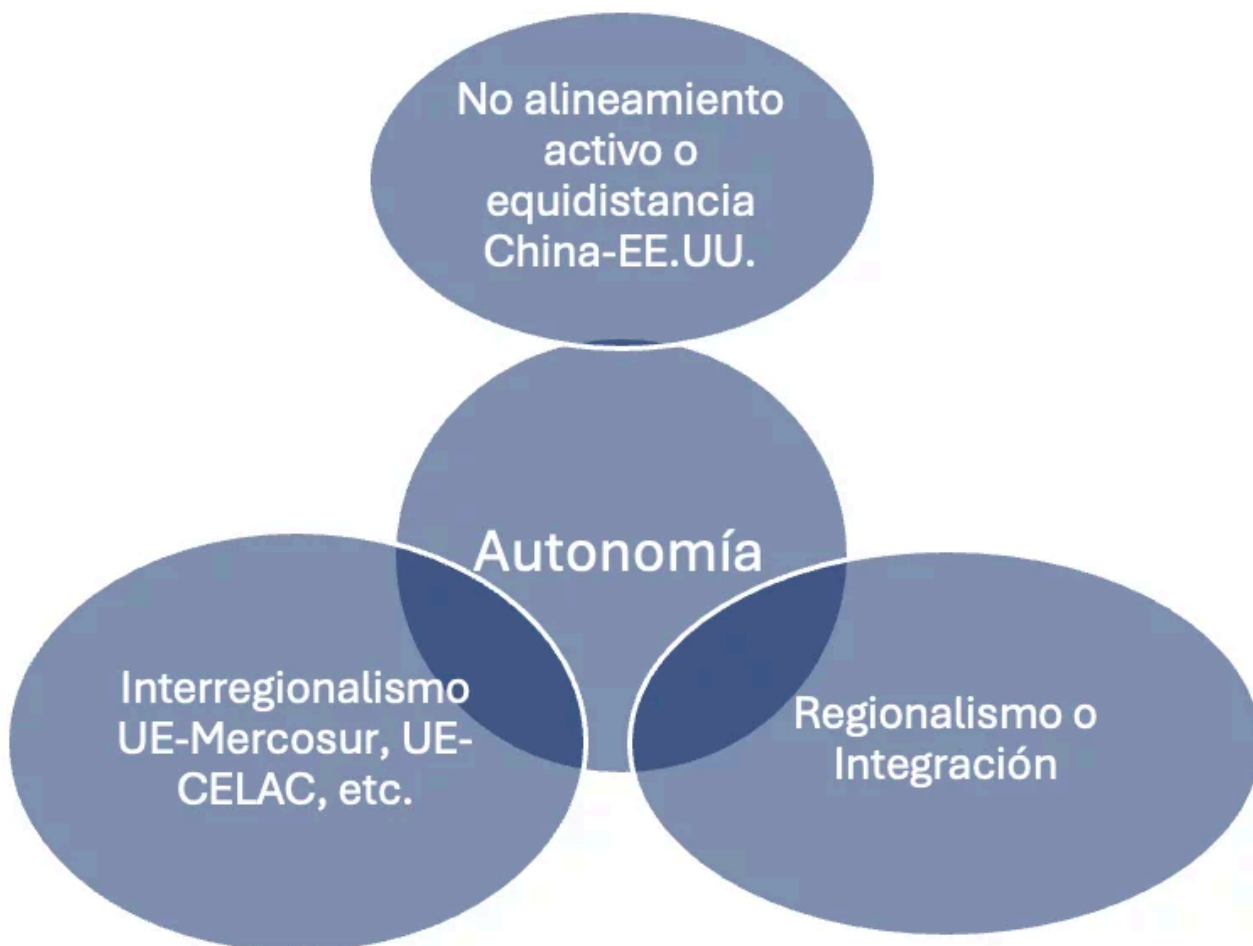 No alineamiento
activo o
equidistancia
China-EE.UU.
Autonomía
Interregionalismo
UE-Mercosur, UE-
CELAC, etc.
Regionalismo o
Integración